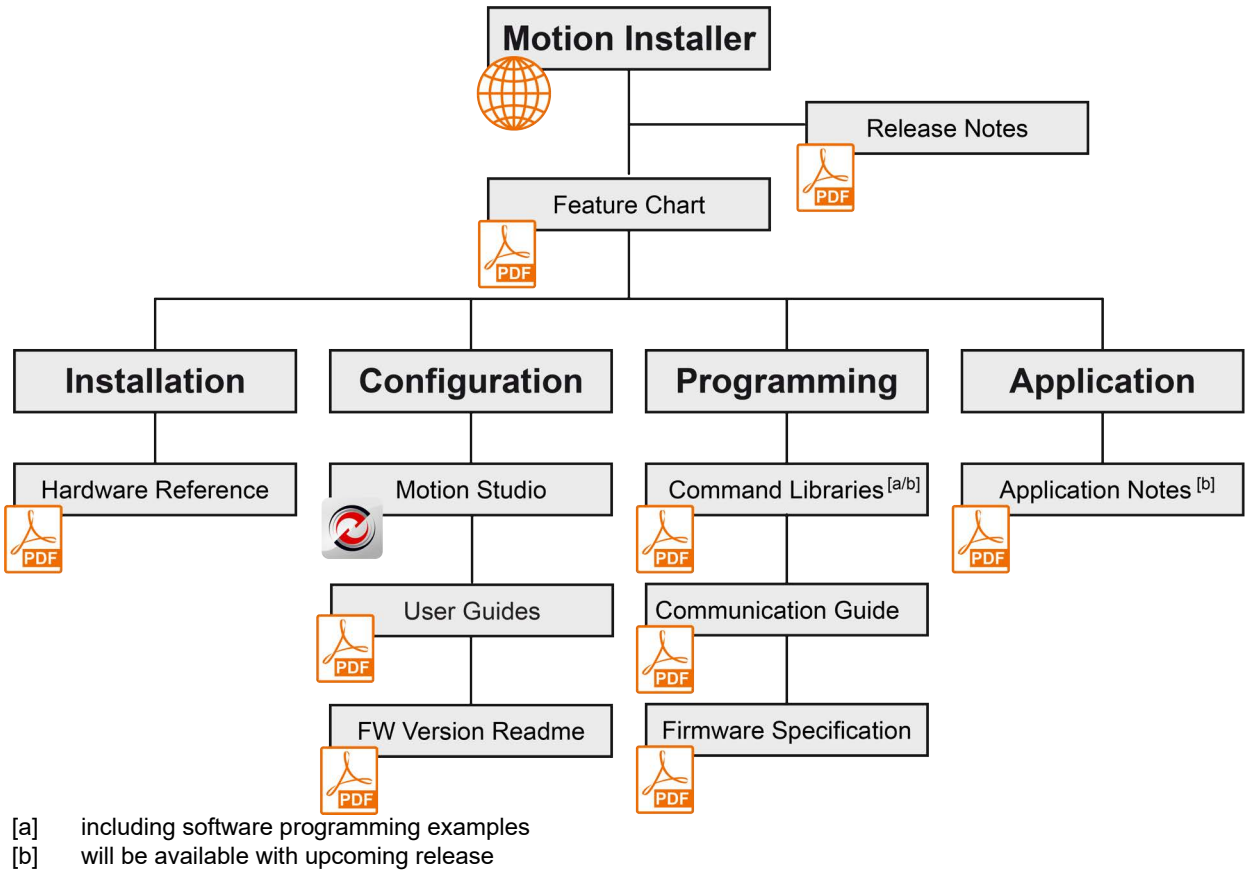 Motion Installer
Release Notes
PDF
Feature Chart
PDF
Installation
Configuration
Programming
Application
Hardware Reference
Motion Studio
Command Libraries [a/b]
Application Notes [b]
PDF
PDF
PDF
User Guides
Communication Guide
PDF
PDF
FW Version Readme
Firmware Specification
PDF
PDF
[a] including software programming examples
[b] will be available with upcoming release